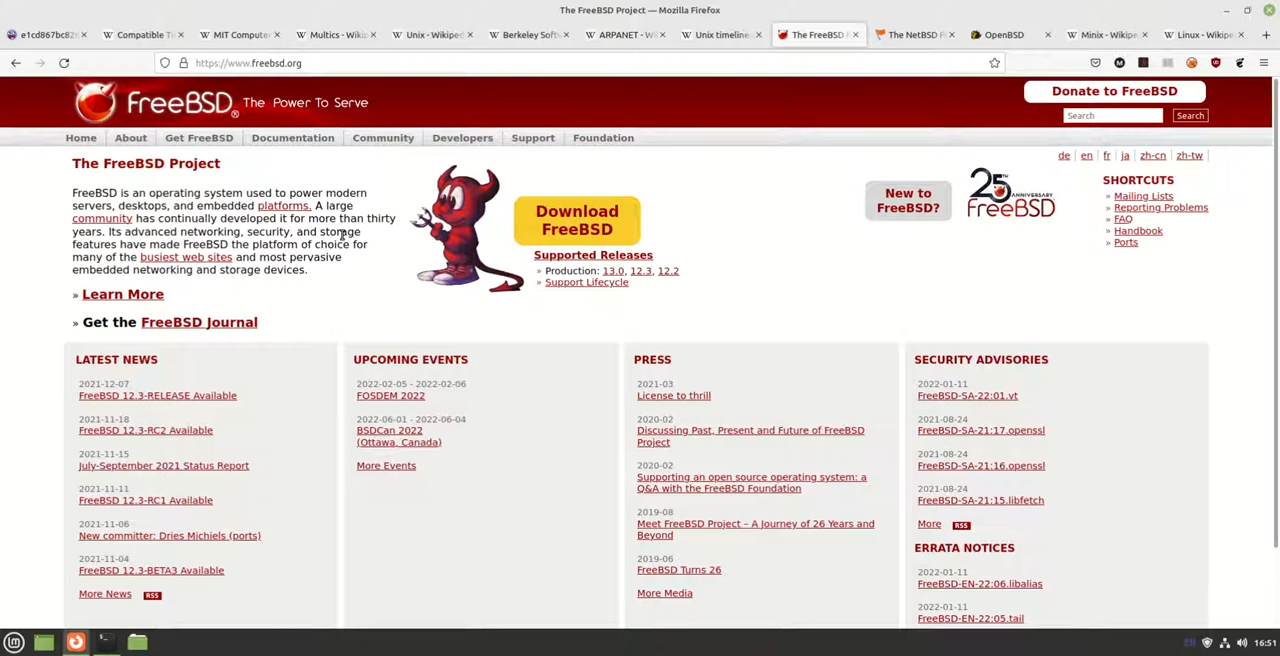 The FreeBSD Project — Mozilla Firefox
e1cd867bc82
Compatible Ti
MIT Compute
Multics - Wiki
Unix - Wikiped
Berkeley Soft
ARPANET - Wi
Unix timeline
The FreeBSD P
The NetBSD P
OpenBSD
Minix - Wikipe
Linux - Wikipe
https://www.freebsd.org
FreeBSD® The Power To Serve
Donate to FreeBSD
Search
Search
Home
About
Get FreeBSD
Documentation
Community
Developers
Support
Foundation
de
en
fr
ja
zh-cn
zh-tw
The FreeBSD Project
FreeBSD is an operating system used to power modern
servers, desktops, and embedded platforms. A large
community has continually developed it for more than thirty
years. Its advanced networking, security, and storage
features have made FreeBSD the platform of choice for
many of the busiest web sites and most pervasive
embedded networking and storage devices.
» Learn More
» Get the FreeBSD Journal
Download
FreeBSD
Supported Releases
» Production: 13.0, 12.3, 12.2
» Support Lifecycle
New to
FreeBSD?
25th
ANNIVERSARY
FreeBSD
SHORTCUTS
» Mailing Lists
» Reporting Problems
» FAQ
» Handbook
» Ports
LATEST NEWS
2021-12-07
FreeBSD 12.3-RELEASE Available
2021-11-18
FreeBSD 12.3-RC2 Available
2021-11-15
July-September 2021 Status Report
2021-11-11
FreeBSD 12.3-RC1 Available
2021-11-06
New committer: Dries Michiels (ports)
2021-11-04
FreeBSD 12.3-BETA3 Available
More News RSS
UPCOMING EVENTS
2022-02-05 - 2022-02-06
FOSDEM 2022
2022-06-01 - 2022-06-04
BSDCan 2022
(Ottawa, Canada)
More Events
PRESS
2021-03
License to thrill
2020-02
Discussing Past, Present and Future of FreeBSD
Project
2020-02
Supporting an open source operating system: a
Q&A with the FreeBSD Foundation
2019-08
Meet FreeBSD Project – A Journey of 26 Years and
Beyond
2019-06
FreeBSD Turns 26
More Media
SECURITY ADVISORIES
2022-01-11
FreeBSD-SA-22:01.vt
2021-08-24
FreeBSD-SA-21:17.openssl
2021-08-24
FreeBSD-SA-21:16.openssl
2021-08-24
FreeBSD-SA-21:15.libfetch
More RSS
ERRATA NOTICES
2022-01-11
FreeBSD-EN-22:06.libalias
2022-01-11
FreeBSD-EN-22:05.tail
EN
16:51